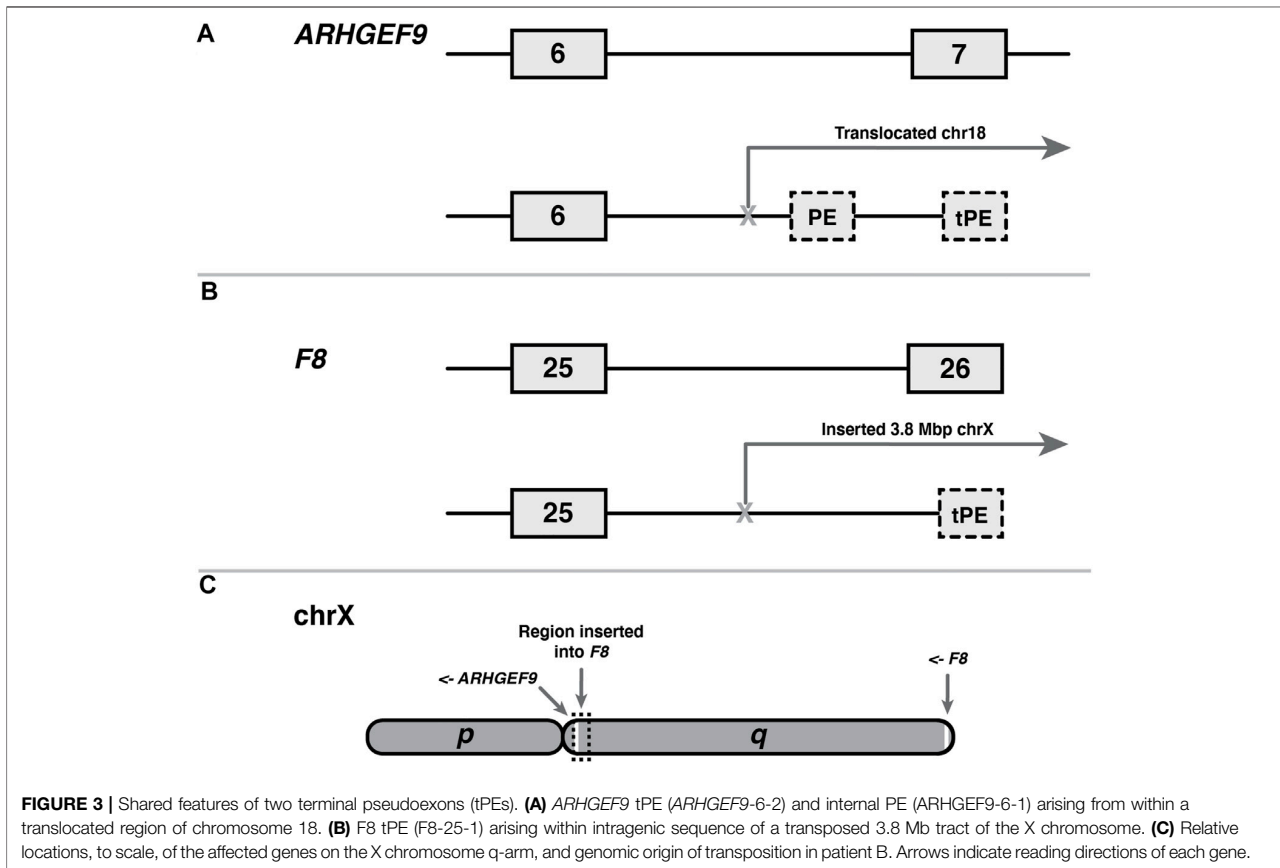 A
ARHGEF9
6
7
Translocated chr18
6
X
PE
tPE
B
F8
25
26
Inserted 3.8 Mbp chrX
25
X
tPE
C
chrX
Region inserted
into F8
<- ARHGEF9
<- F8
p
q
FIGURE 3 | Shared features of two terminal pseudoexons (tPEs). (A) ARHGEF9 tPE (ARHGEF9-6-2) and internal PE (ARHGEF9-6-1) arising from within a
translocated region of chromosome 18. (B) F8 tPE (F8-25-1) arising within intragenic sequence of a transposed 3.8 Mb tract of the X chromosome. (C) Relative
locations, to scale, of the affected genes on the X chromosome q-arm, and genomic origin of transposition in patient B. Arrows indicate reading directions of each gene.